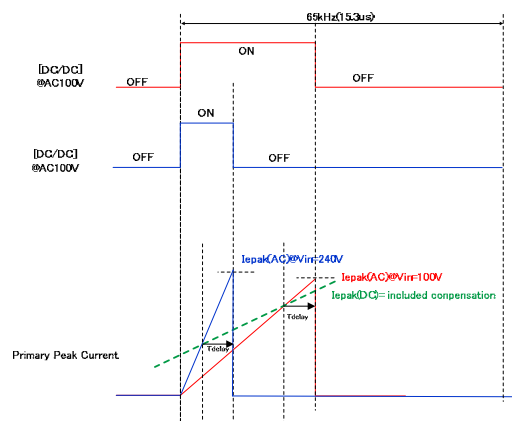 65kHz(15.3us)
ON
[DC/DC]
@AC100V
OFF
OFF
ON
[DC/DC]
@AC100V
OFF
OFF
Iepak(AC)@Vin=240V
Iepak(AC)@Vin=100V
Iepak(DC)=included conpensation
Tdelay
Tdelay
Primary Peak Current.